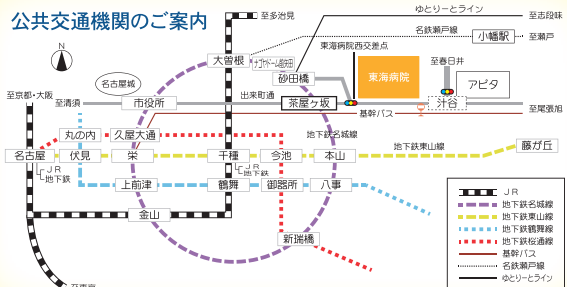 公共交通機関のご案内
至多治見
ゆとりーとライン
至志段味
名鉄瀬戸線
小幡駅
至瀬戸
N
大曽根
ナゴヤドーム前矢田
東海病院西交差点
至春日井
砂田橋
東海病院
アピタ
名古屋城
至京都・大阪
至清須
市役所
出来町通
茶屋ヶ坂
汁谷
基幹バス
至尾張旭
丸の内
久屋大通
地下鉄名城線
名古屋
伏見
栄
千種
今池
本山
地下鉄東山線
藤が丘
JR
地下鉄
JR
地下鉄
上前津
鶴舞
御器所
八事
金山
新瑞橋
JR
地下鉄名城線
地下鉄東山線
地下鉄鶴舞線
地下鉄桜通線
基幹バス
名鉄瀬戸線
ゆとりーとライン